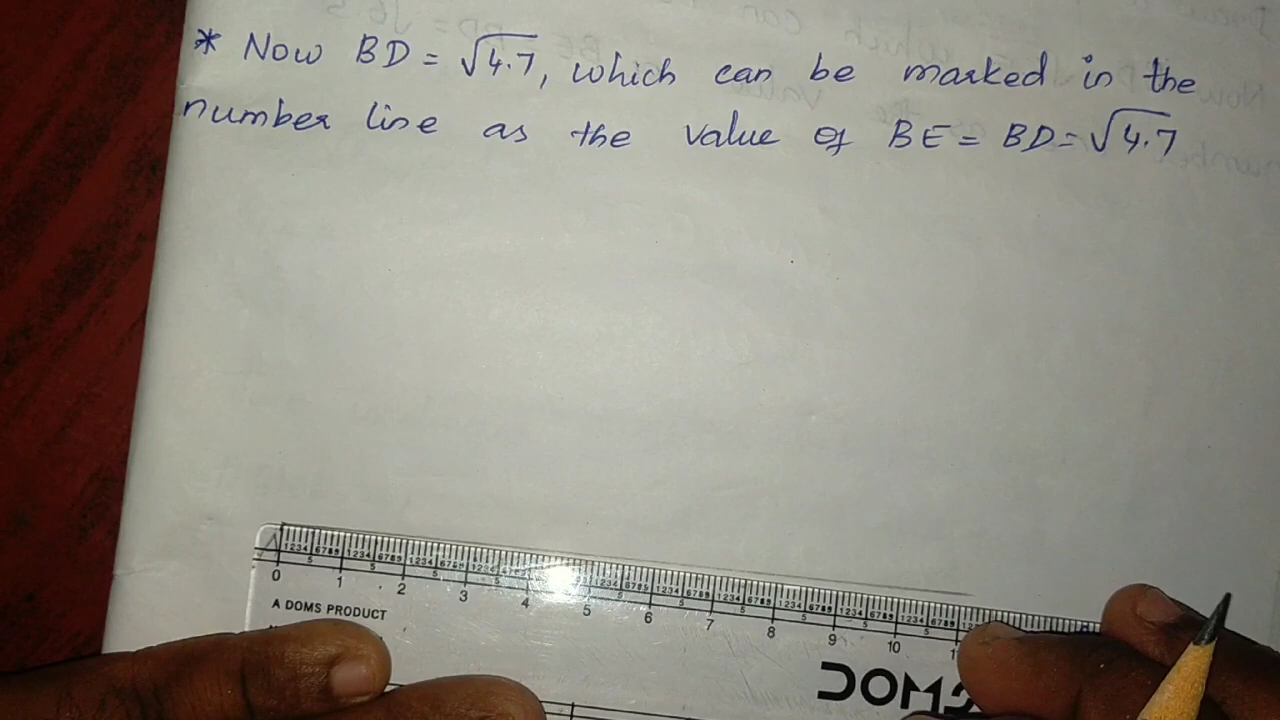 * Now BD = √4.7, which can be marked in the
number line as the value of BE = BD = √4.7
A
0 1 2 3 4 5 6 7 8 9 10
A DOMS PRODUCT
DOMS